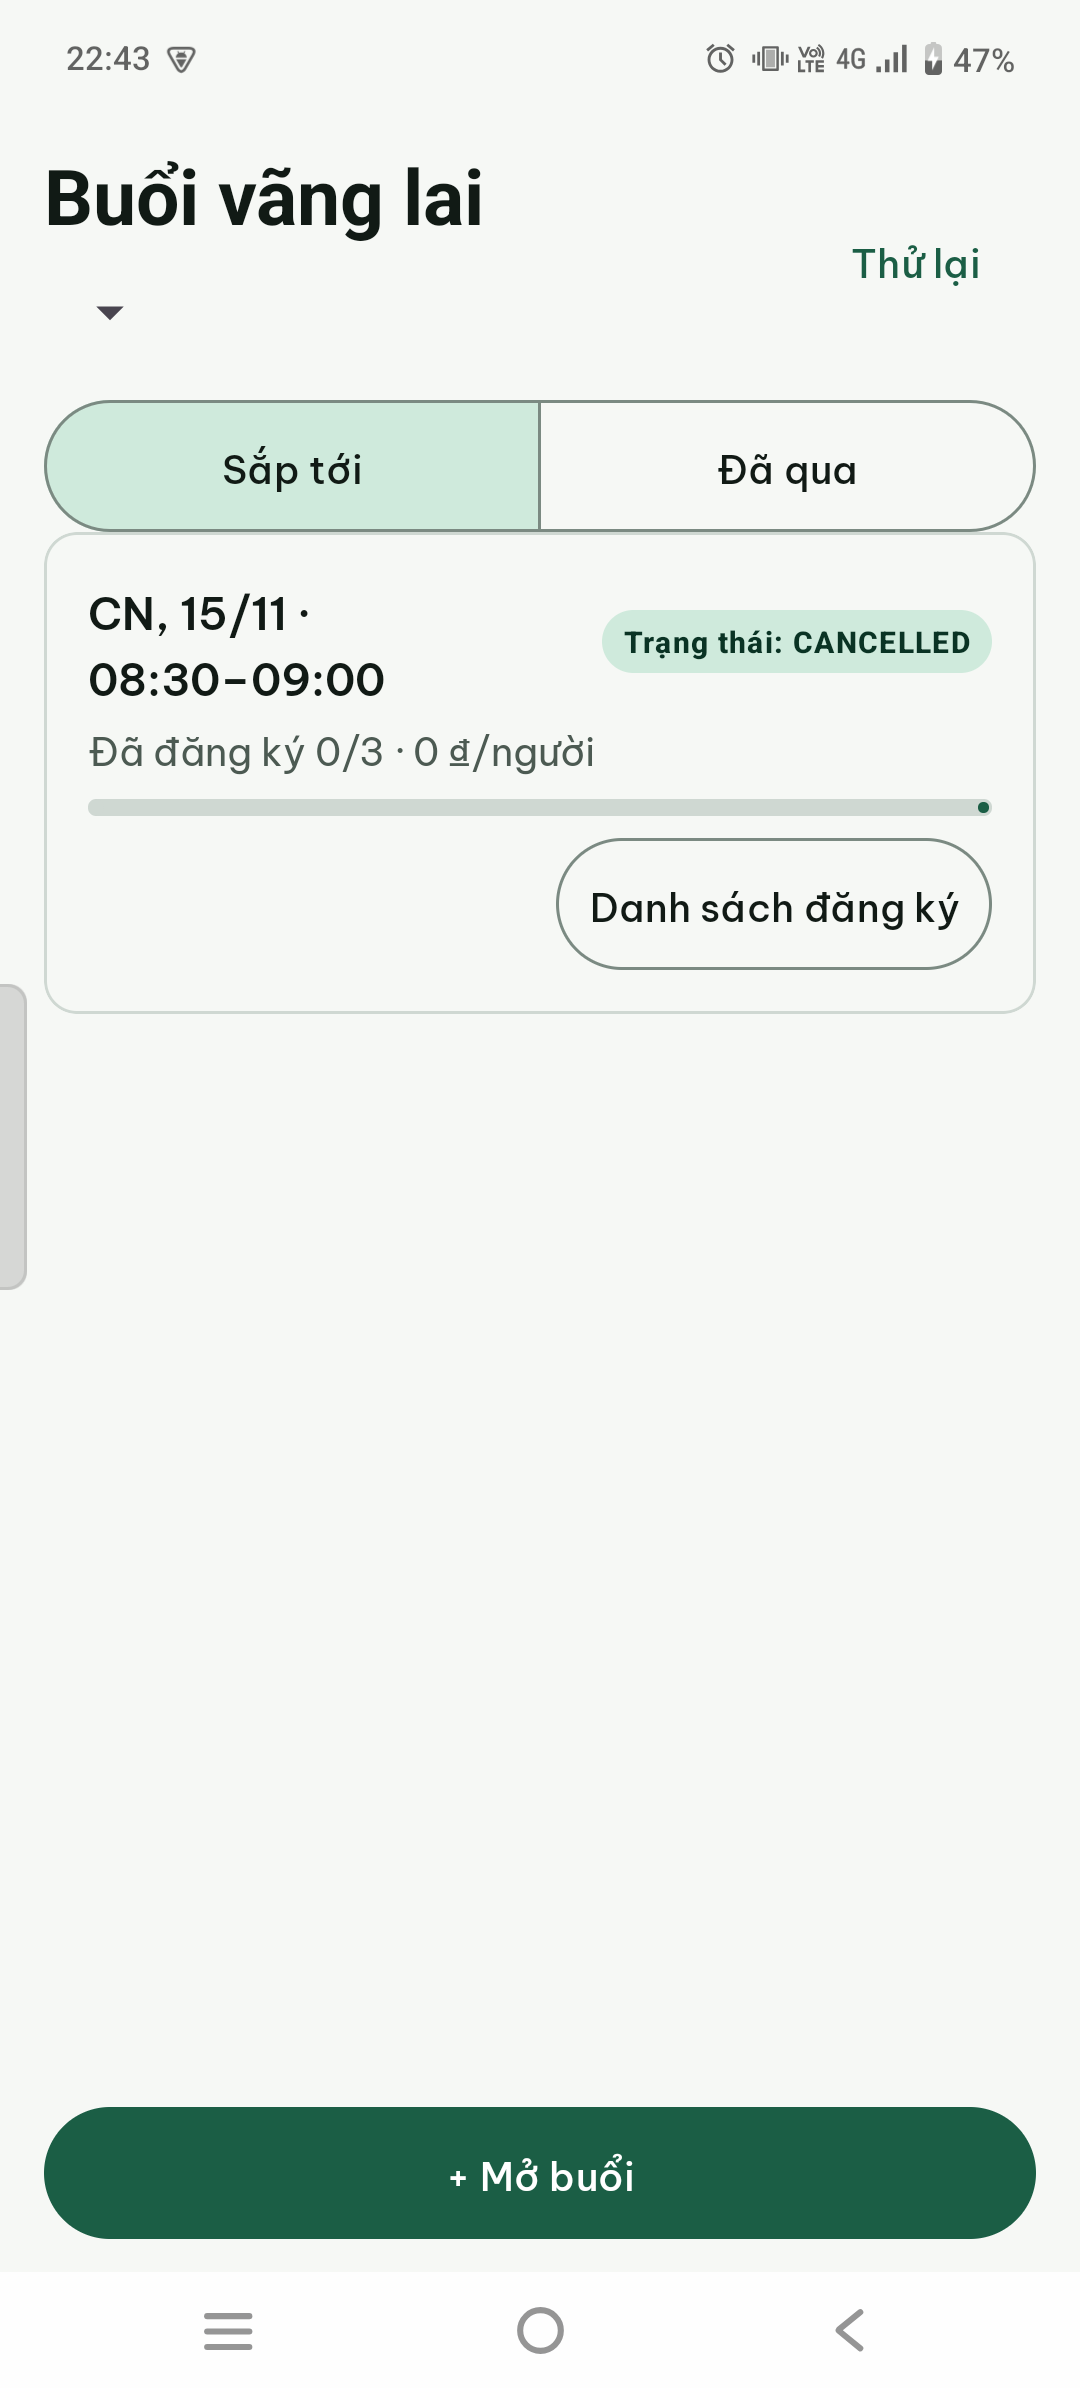 22:43
VoLTE 4G 47%
Buổi vãng lai
Thử lại
Sắp tới
Đã qua
CN, 15/11 ·
08:30–09:00
Trạng thái: CANCELLED
Đã đăng ký 0/3 · 0 ₫/người
Danh sách đăng ký
+ Mở buổi